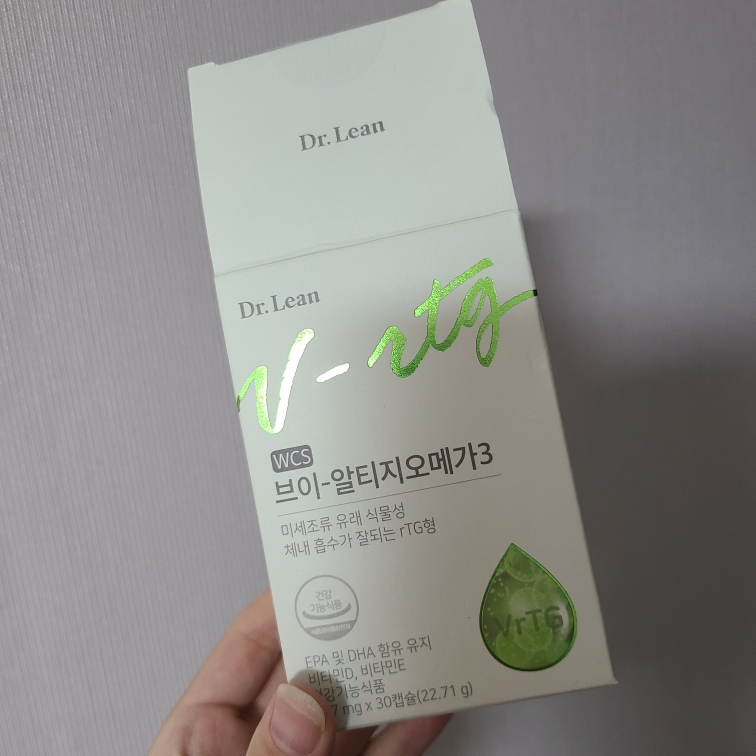 Dr.Lean
Dr.Lean
V-rtg
WCS
브이-알티지오메가3
미세조류 유래 식물성
체내 흡수가 잘되는 rTG형
건강
기능식품
VrTG
EPA 및 DHA 함유 유지
비타민D, 비타민E
건강기능식품
7 mg x 30캡슐(22.71 g)